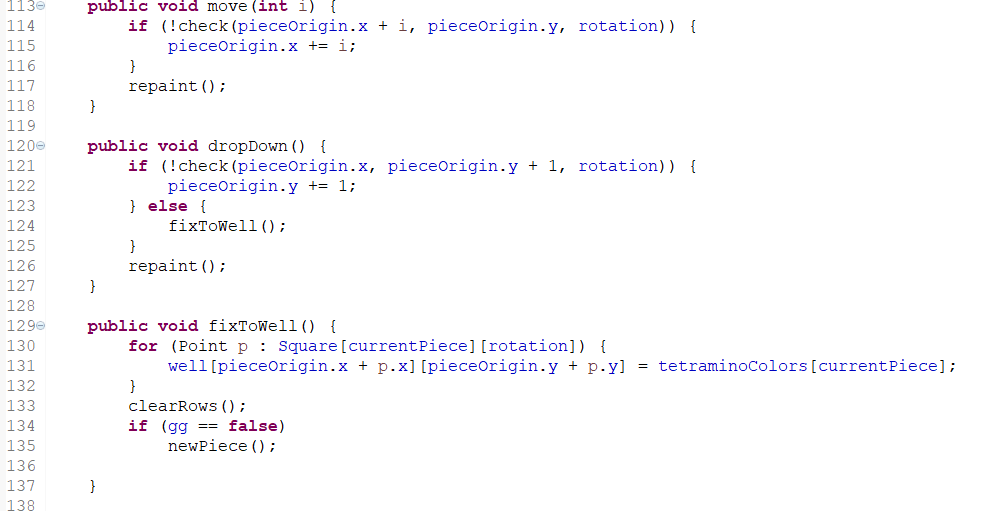 113 public void move(int i) {
114 if (!check(pieceOrigin.x + i, pieceOrigin.y, rotation)) {
115 pieceOrigin.x += i;
116 }
117 repaint();
118 }
119
120 public void dropDown() {
121 if (!check(pieceOrigin.x, pieceOrigin.y + 1, rotation)) {
122 pieceOrigin.y += 1;
123 } else {
124 fixToWell();
125 }
126 repaint();
127 }
128
129 public void fixToWell() {
130 for (Point p : Square[currentPiece][rotation]) {
131 well[pieceOrigin.x + p.x][pieceOrigin.y + p.y] = tetraminoColors[currentPiece];
132 }
133 clearRows();
134 if (gg == false)
135 newPiece();
136
137 }
138